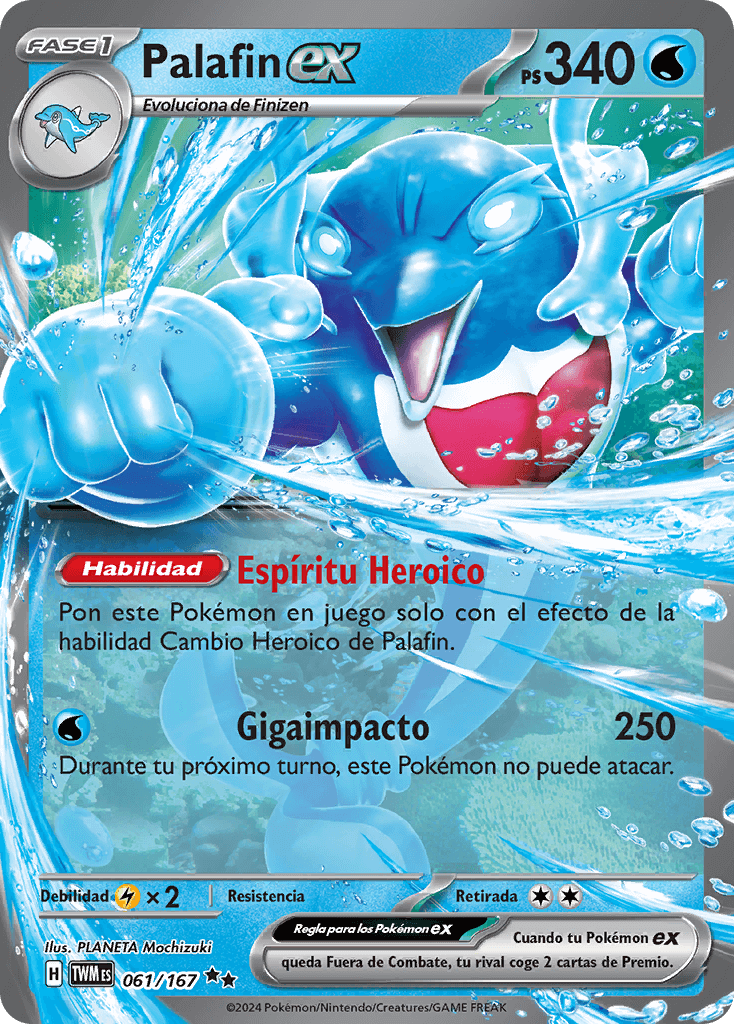 FASE 1
Palafin ex
PS 340
Evoluciona de Finizen
Habilidad Espíritu Heroico
Pon este Pokémon en juego solo con el efecto de la
habilidad Cambio Heroico de Palafin.
Gigaimpacto 250
Durante tu próximo turno, este Pokémon no puede atacar.
Debilidad ×2 Resistencia Retirada
Ilus. PLANETA Mochizuki
Regla para los Pokémon ex
Cuando tu Pokémon ex
queda Fuera de Combate, tu rival coge 2 cartas de Premio.
H TWM ES 061/167
©2024 Pokémon/Nintendo/Creatures/GAME FREAK